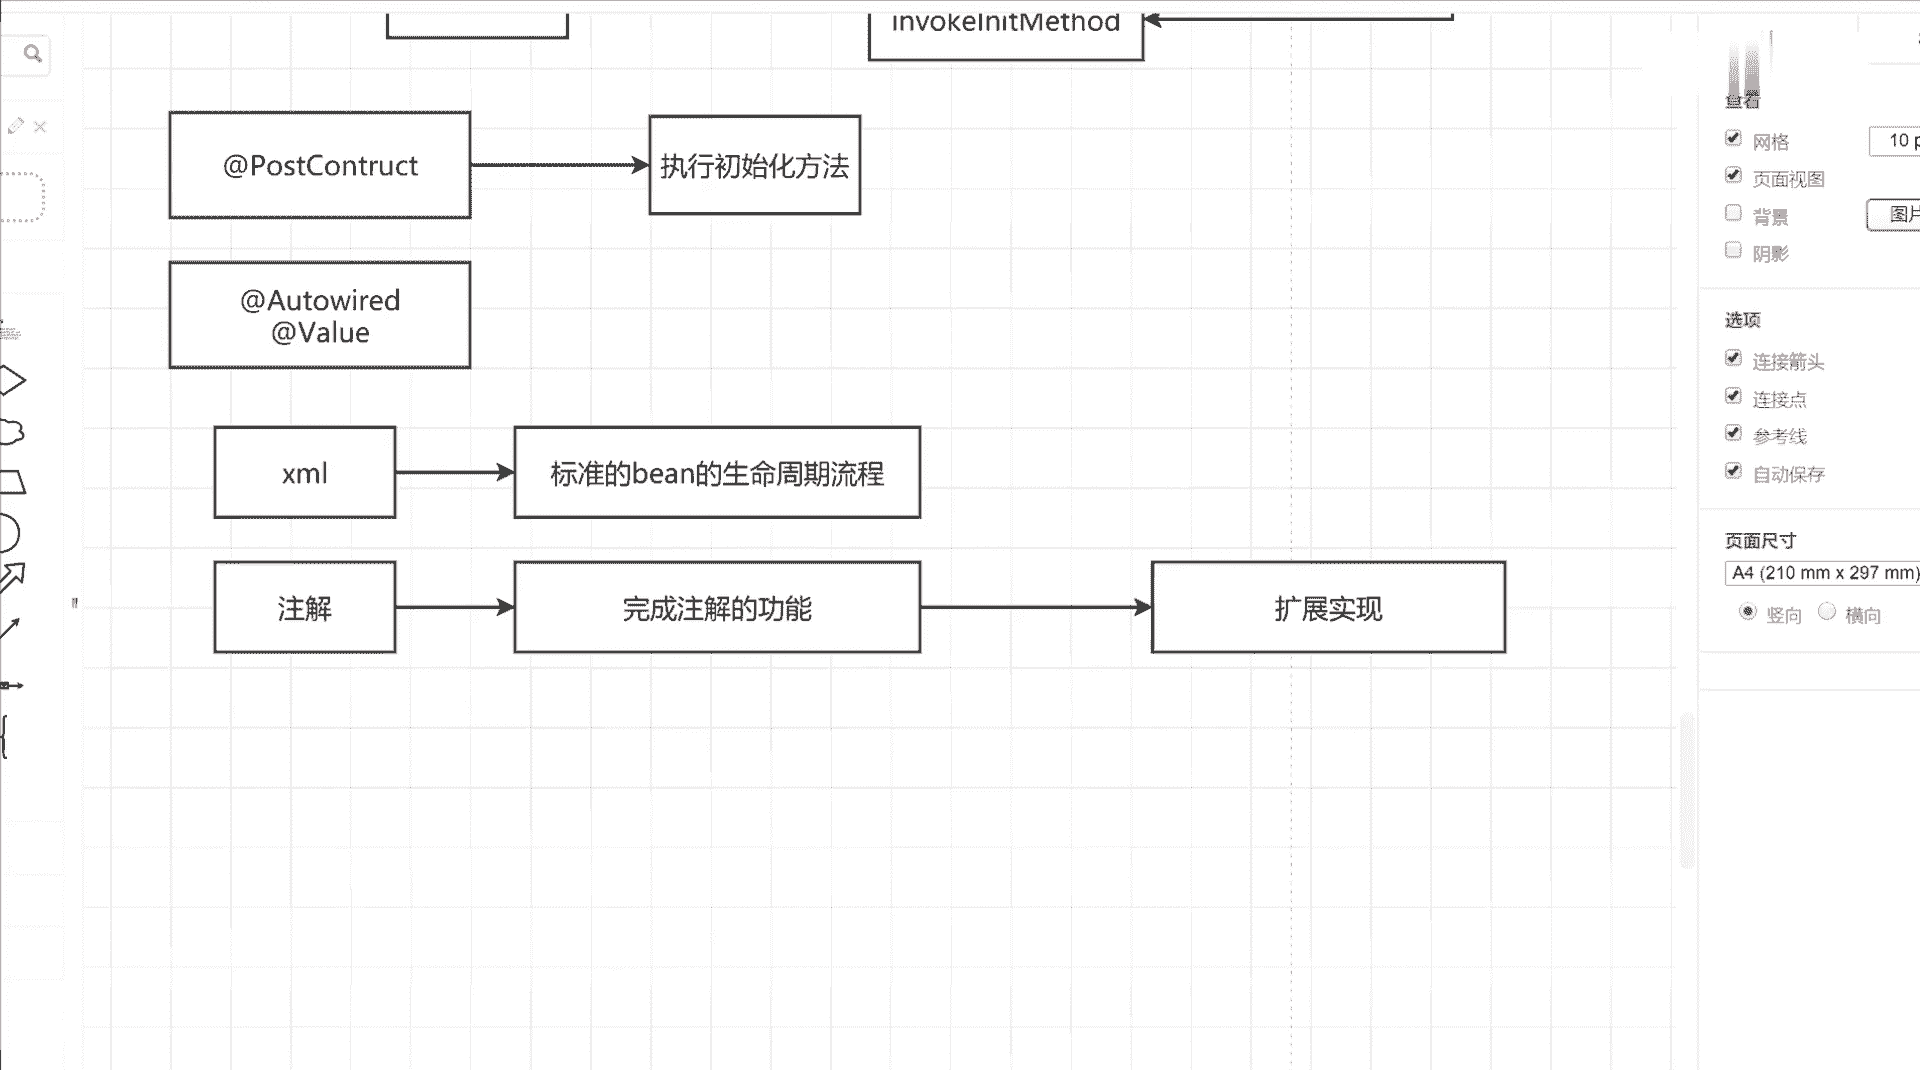 invokeInitMethod
@PostContruct
执行初始化方法
@Autowired
@Value
xml
标准的bean的生命周期流程
注解
完成注解的功能
扩展实现
查看
网格
10 p
页面视图
背景
图片
阴影
选项
连接箭头
连接点
参考线
自动保存
页面尺寸
A4 (210 mm x 297 mm)
竖向
横向